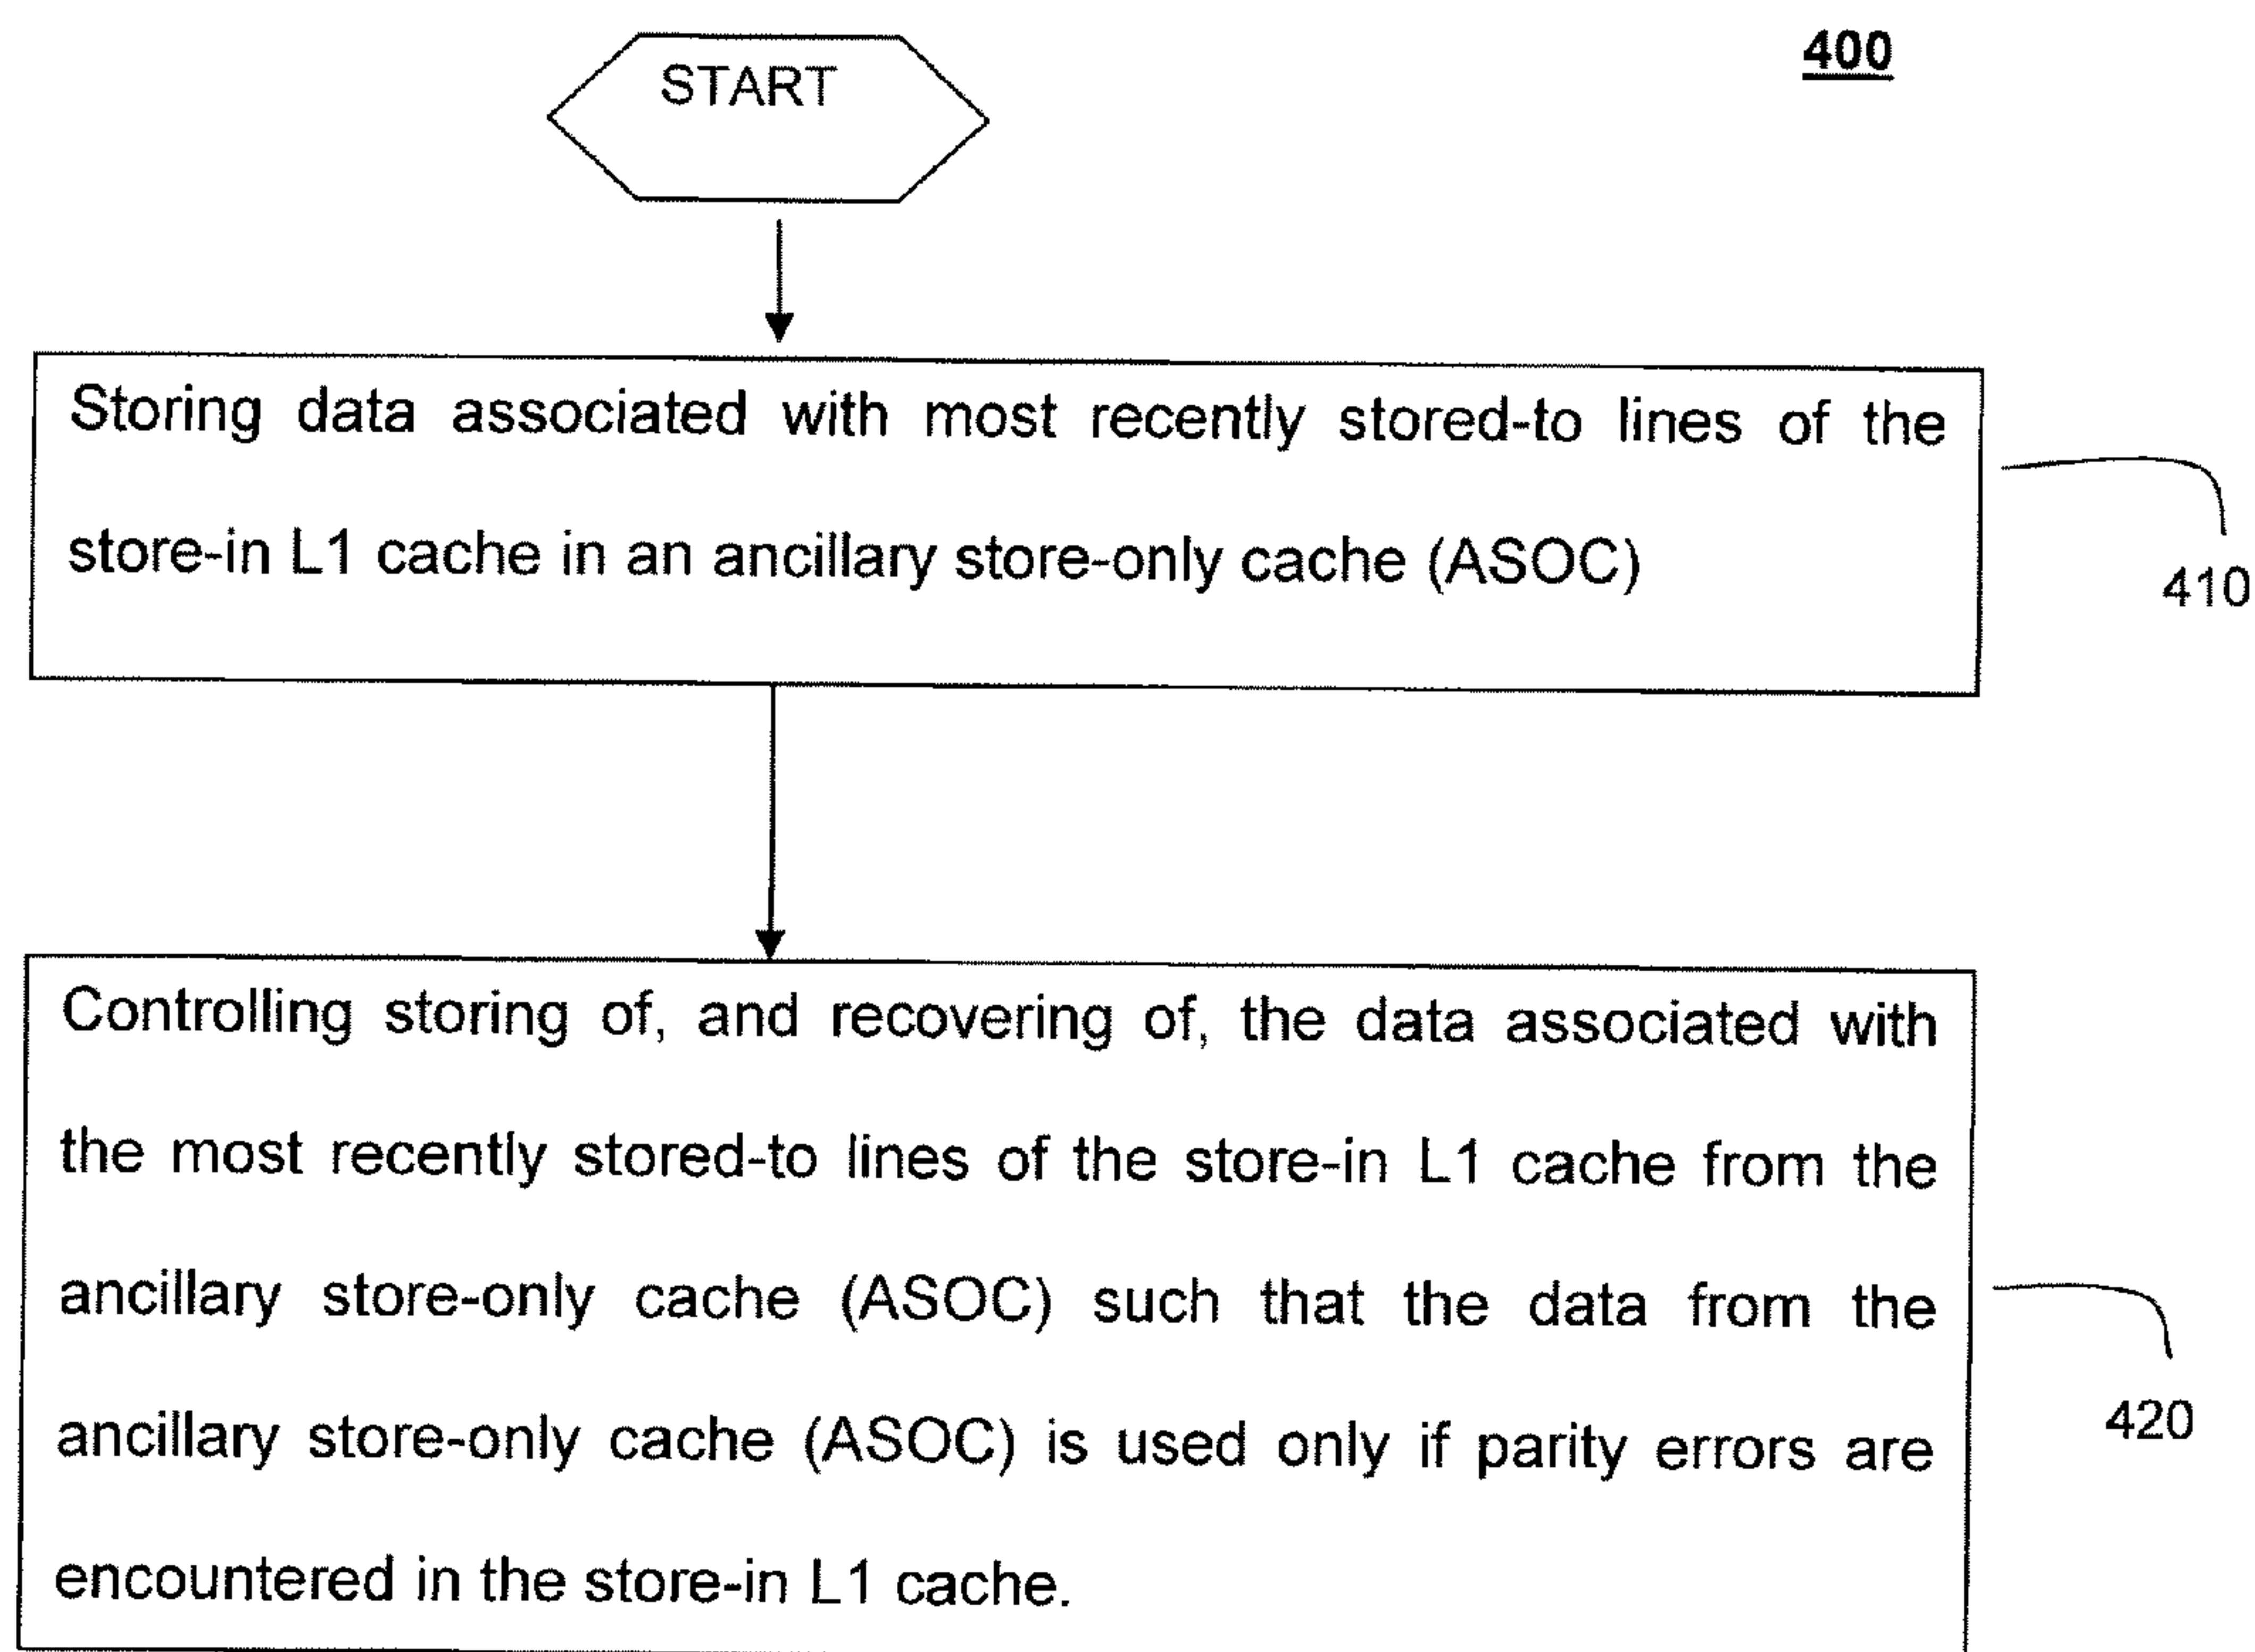 400
START
Storing data associated with most recently stored-to lines of the
store-in L1 cache in an ancillary store-only cache (ASOC)
410
Controlling storing of, and recovering of, the data associated with
the most recently stored-to lines of the store-in L1 cache from the
ancillary store-only cache (ASOC) such that the data from the
ancillary store-only cache (ASOC) is used only if parity errors are
encountered in the store-in L1 cache.
420